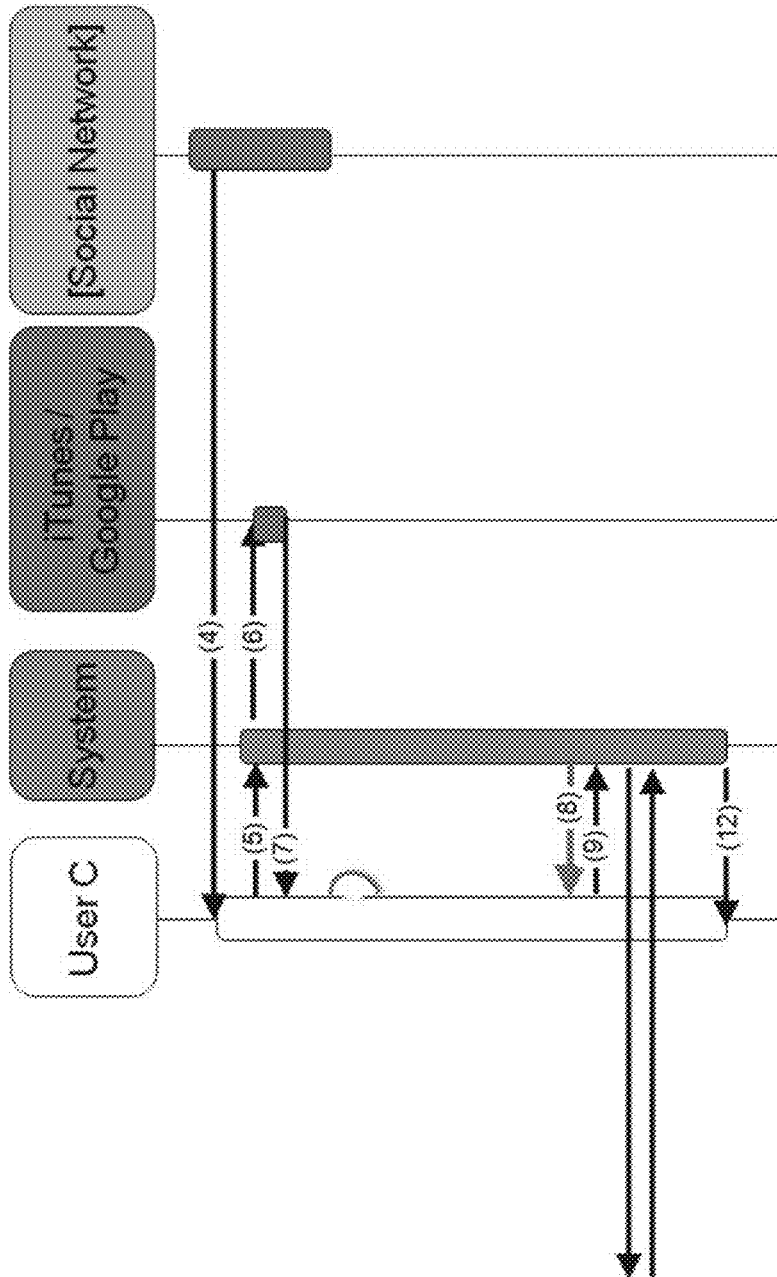 User C
System
iTunes/
Google Play
[Social Network]
(4)
(5)
(6)
(7)
(8)
(9)
(12)